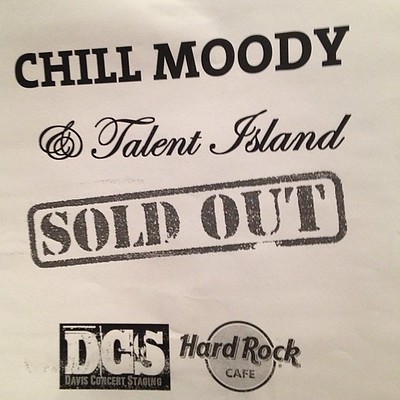 CHILL MOODY
& Talent Island
SOLD OUT
DCS
DAVIS CONCERT STAGING
Hard Rock
CAFE